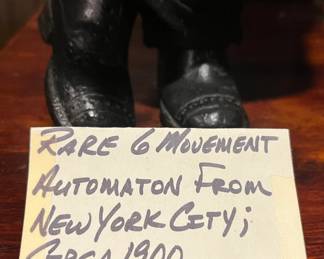 RARE 6 MOVEMENT
AUTOMATON FROM
NEW YORK CITY;
CIRCA 1900